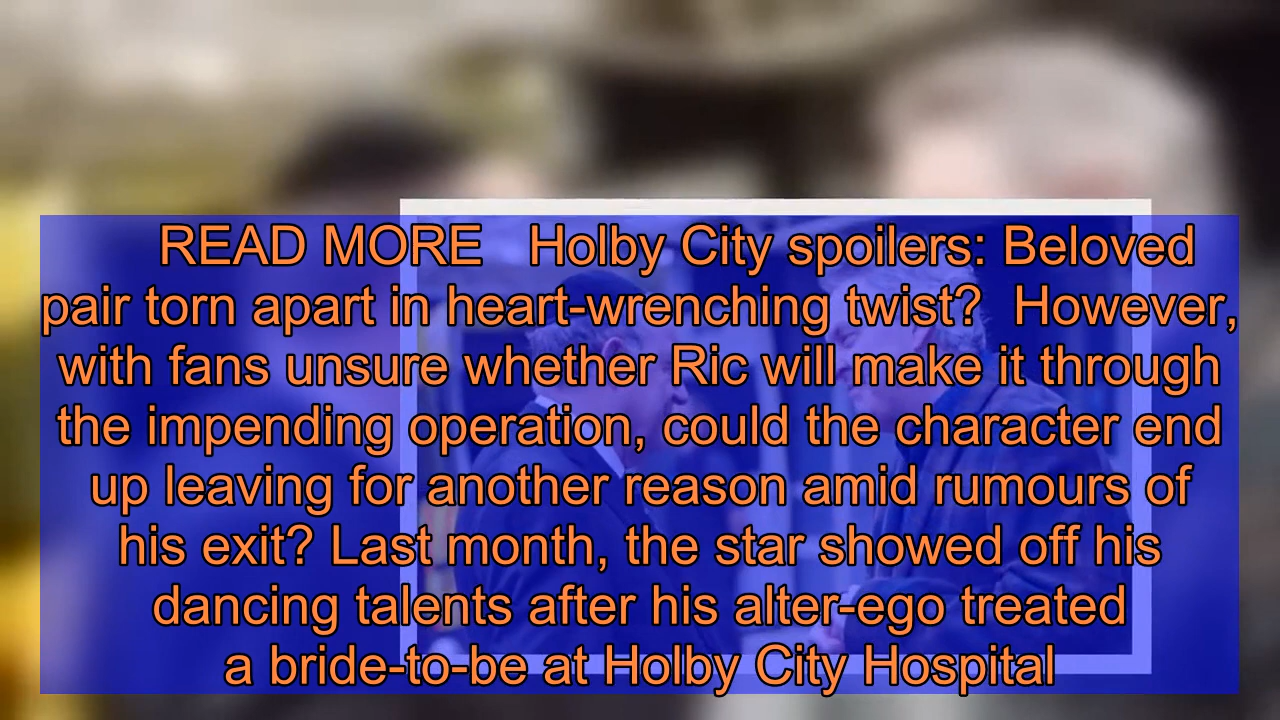 READ MORE   Holby City spoilers: Beloved
pair torn apart in heart-wrenching twist?  However,
with fans unsure whether Ric will make it through
the impending operation, could the character end
up leaving for another reason amid rumours of
his exit? Last month, the star showed off his
dancing talents after his alter-ego treated
a bride-to-be at Holby City Hospital